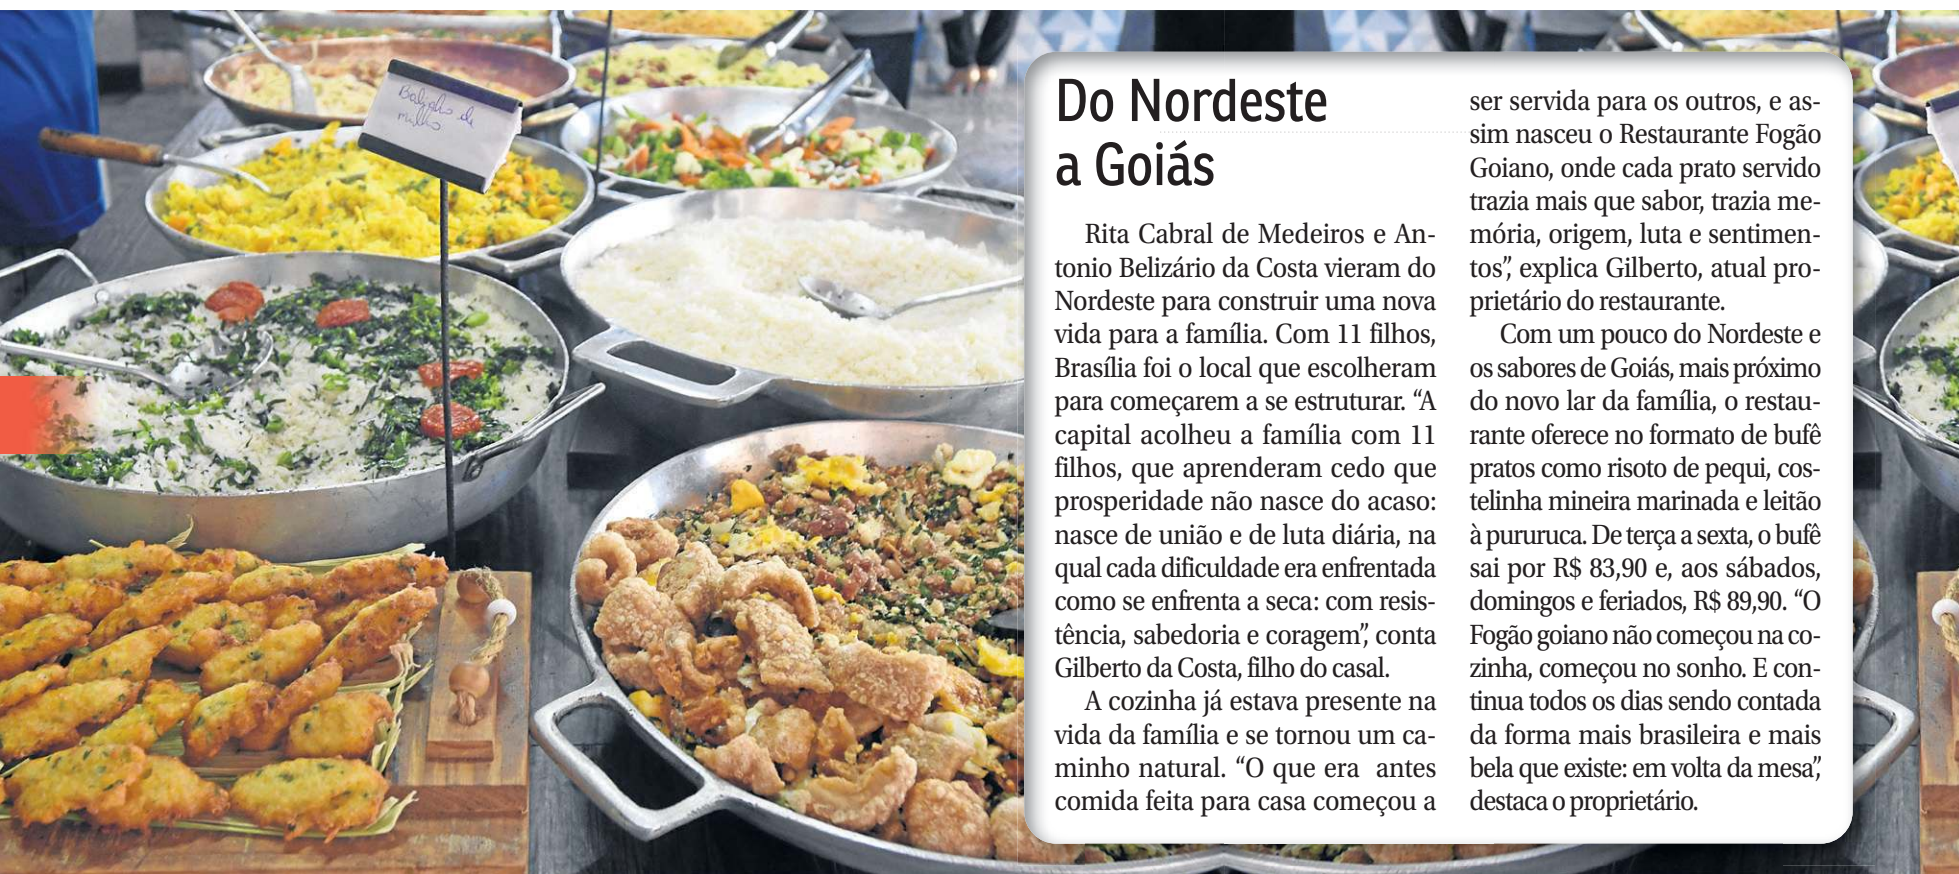 Bolinho de
milho
Do Nordeste
a Goiás
Rita Cabral de Medeiros e An-
tonio Belizário da Costa vieram do
Nordeste para construir uma nova
vida para a família. Com 11 filhos,
Brasília foi o local que escolheram
para começarem a se estruturar. “A
capital acolheu a família com 11
filhos, que aprenderam cedo que
prosperidade não nasce do acaso:
nasce de união e de luta diária, na
qual cada dificuldade era enfrentada
como se enfrenta a seca: com resis-
tência, sabedoria e coragem”, conta
Gilberto da Costa, filho do casal.
A cozinha já estava presente na
vida da família e se tornou um ca-
minho natural. “O que era antes
comida feita para casa começou a
ser servida para os outros, e as-
sim nasceu o Restaurante Fogão
Goiano, onde cada prato servido
trazia mais que sabor, trazia me-
mória, origem, luta e sentimen-
tos”, explica Gilberto, atual pro-
prietário do restaurante.
Com um pouco do Nordeste e
os sabores de Goiás, mais próximo
do novo lar da família, o restau-
rante oferece no formato de bufê
pratos como risoto de pequi, cos-
telinha mineira marinada e leitão
à pururuca. De terça a sexta, o bufê
sai por R$ 83,90 e, aos sábados,
domingos e feriados, R$ 89,90. “O
Fogão goiano não começou na co-
zinha, começou no sonho. E con-
tinua todos os dias sendo contada
da forma mais brasileira e mais
bela que existe: em volta da mesa”,
destaca o proprietário.